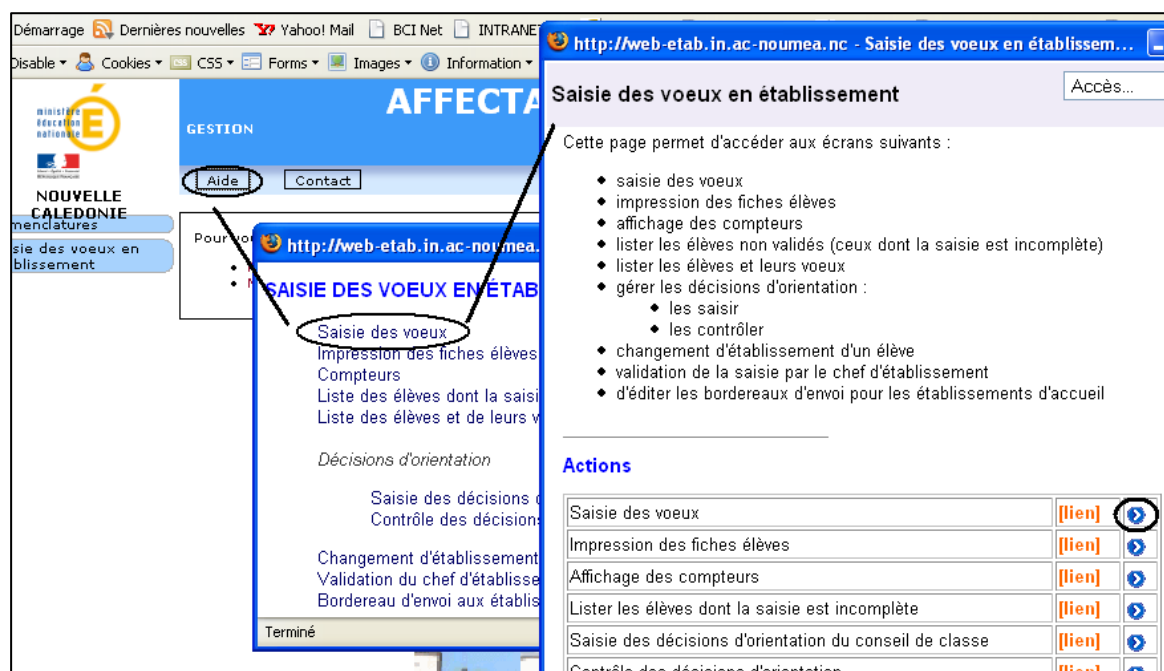 Démarrage Dernières nouvelles Yahoo! Mail BCI Net INTRANE
Disable Cookies CSS Forms Images Information
ministère
éducation
nationale
NOUVELLE
CALEDONIE
menclatures
sie des voeux en
blissement
AFFECTA
GESTION
Aide Contact
Pour vo
http://web-etab.in.ac-noumea.
SAISIE DES VOEUX EN ÉTAB
Saisie des voeux
Impression des fiches élèves
Compteurs
Liste des élèves dont la saisi
Liste des élèves et de leurs v
Décisions d'orientation
Saisie des décisions
Contrôle des décision
Changement d'établissement
Validation du chef d'établisse
Bordereau d'envoi aux établis
Terminé
http://web-etab.in.ac-noumea.nc - Saisie des voeux en établissem...
Saisie des voeux en établissement
Accès...
Cette page permet d'accéder aux écrans suivants :
saisie des voeux
impression des fiches élèves
affichage des compteurs
lister les élèves non validés (ceux dont la saisie est incomplète)
lister les élèves et leurs voeux
gérer les décisions d'orientation :
les saisir
les contrôler
changement d'établissement d'un élève
validation de la saisie par le chef d'établissement
d'éditer les bordereaux d'envoi pour les établissements d'accueil
Actions
Saisie des voeux [lien]
Impression des fiches élèves [lien]
Affichage des compteurs [lien]
Lister les élèves dont la saisie est incomplète [lien]
Saisie des décisions d'orientation du conseil de classe [lien]
Contrôle des décisions d'orientation [lien]